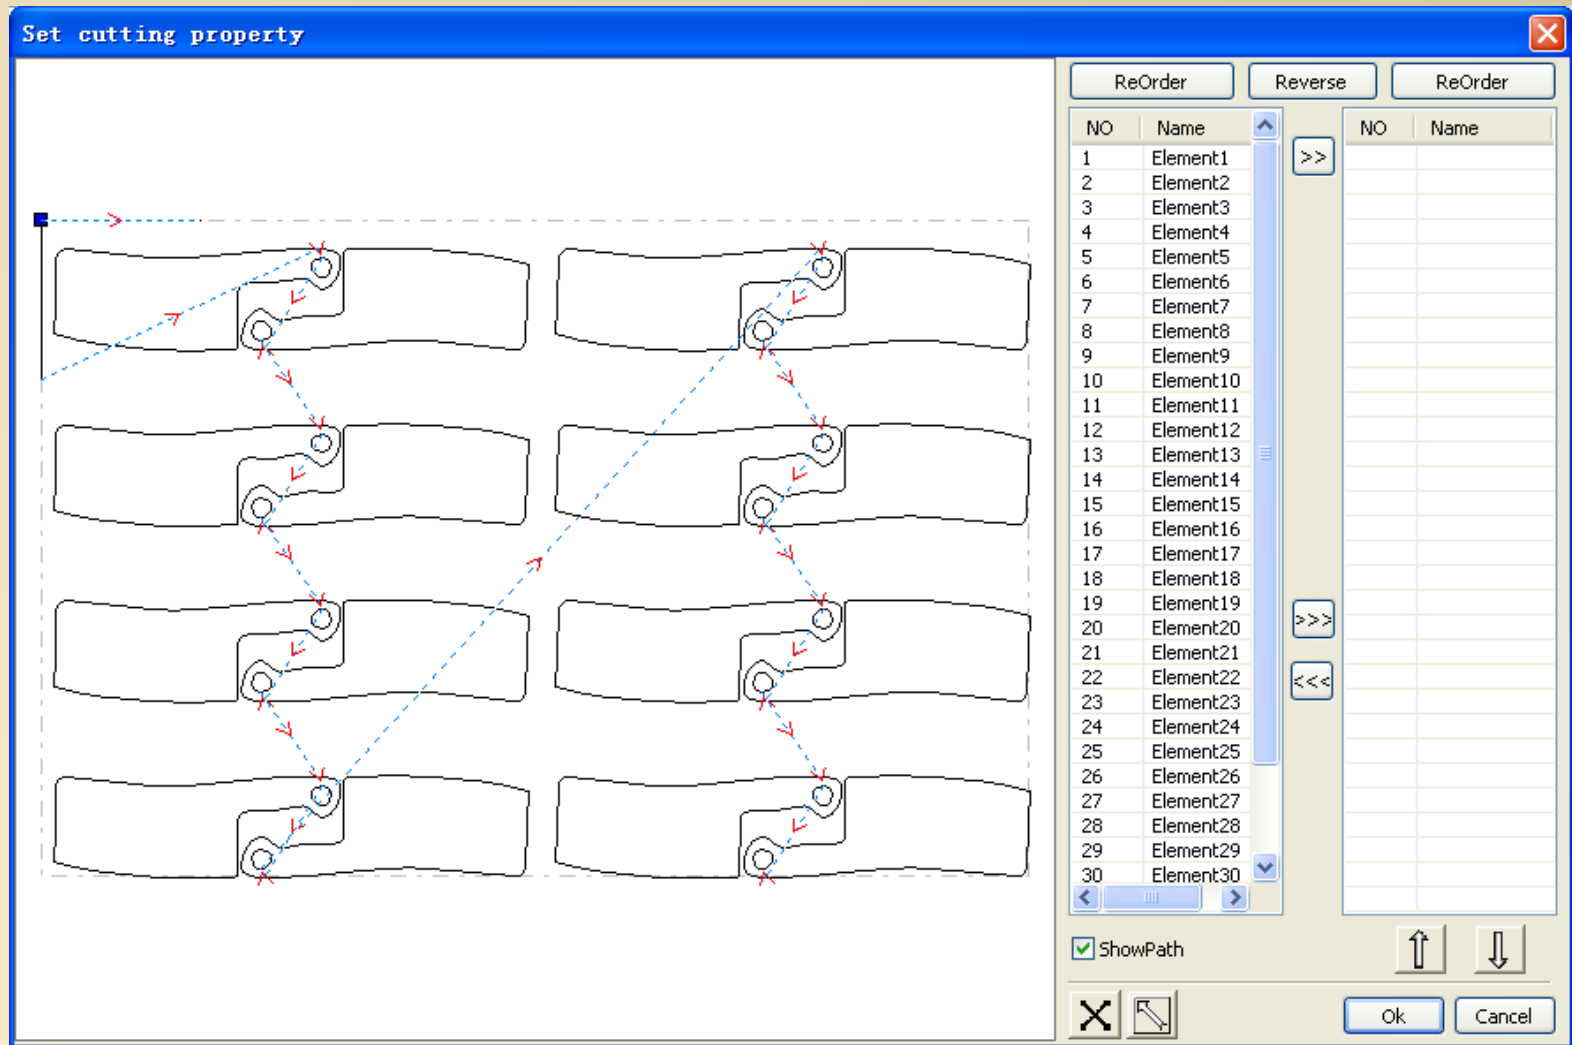 Set cutting property
ReOrder Reverse ReOrder
NO Name NO Name
1 Element1
>>
2 Element2
3 Element3
4 Element4
5 Element5
6 Element6
7 Element7
8 Element8
9 Element9
10 Element10
11 Element11
12 Element12
13 Element13
14 Element14
15 Element15
16 Element16
17 Element17
18 Element18
19 Element19
>>>
20 Element20
21 Element21
22 Element22
<<<
23 Element23
24 Element24
25 Element25
26 Element26
27 Element27
28 Element28
29 Element29
30 Element30
ShowPath
Ok Cancel